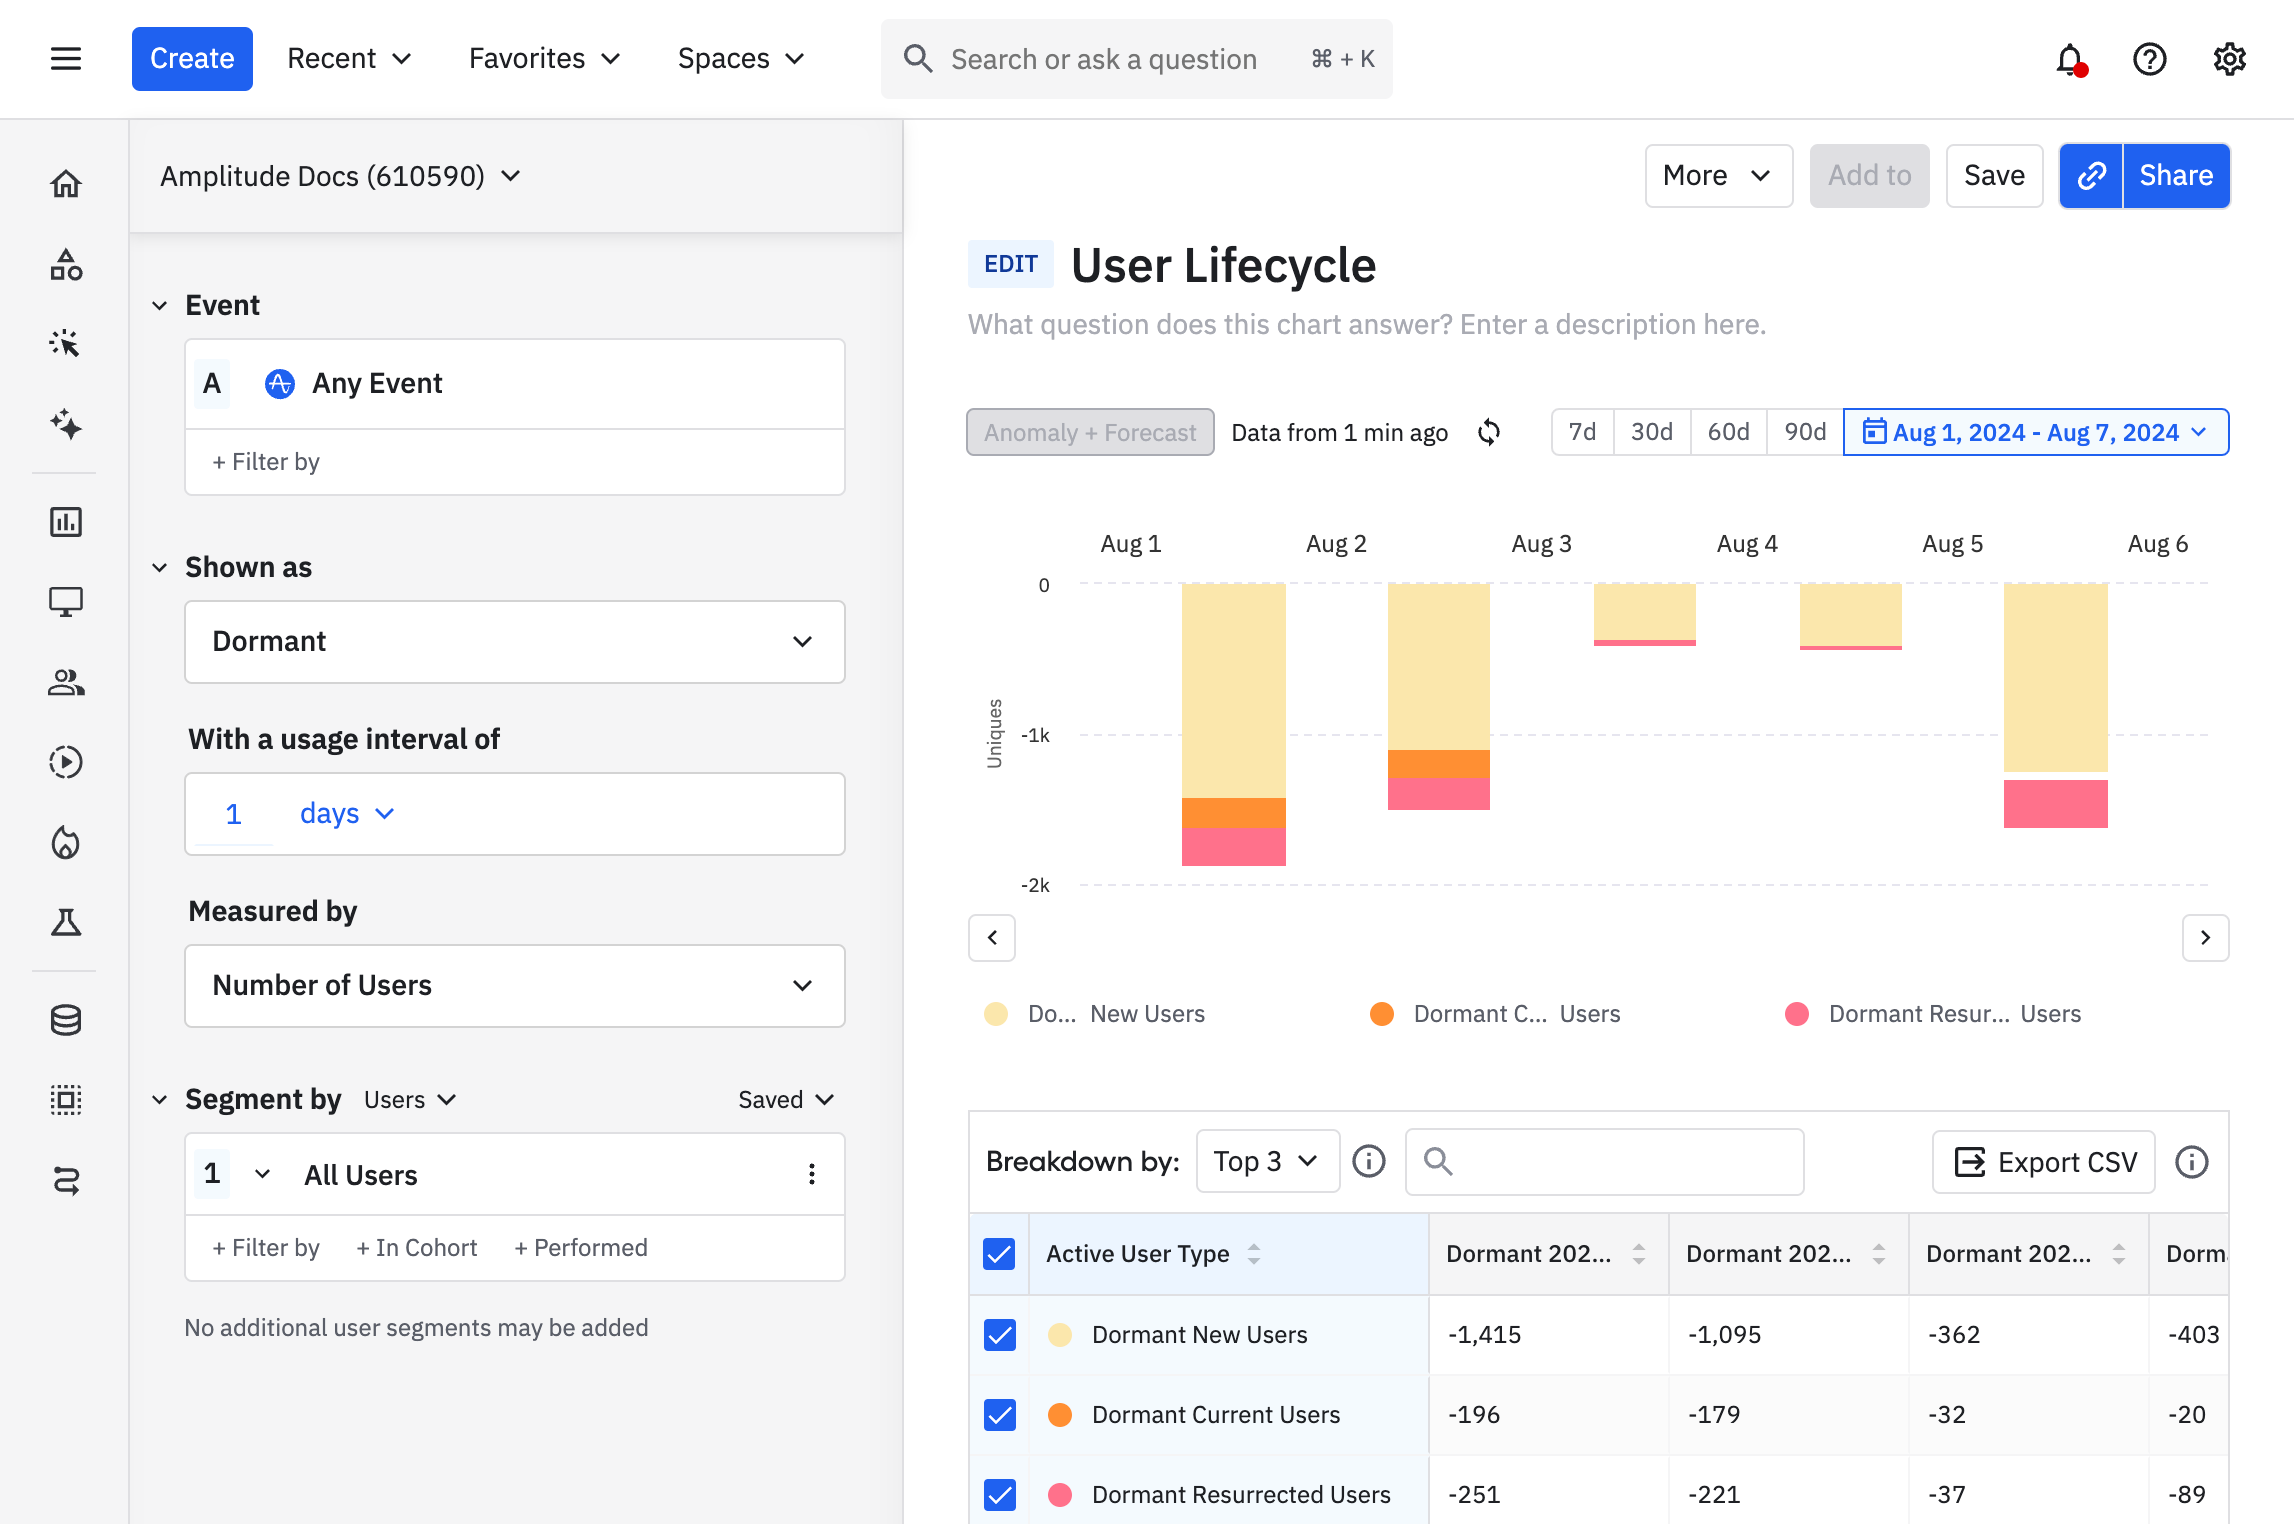 Create Recent Favorites Spaces Search or ask a question ⌘ + K
Amplitude Docs (610590)
Event
A Any Event
+ Filter by
Shown as
Dormant
With a usage interval of
1 days
Measured by
Number of Users
Segment by Users Saved
1 All Users
+ Filter by + In Cohort + Performed
No additional user segments may be added
More Add to Save Share
EDIT User Lifecycle
What question does this chart answer? Enter a description here.
Anomaly + Forecast Data from 1 min ago 7d 30d 60d 90d Aug 1, 2024 - Aug 7, 2024
Aug 1 Aug 2 Aug 3 Aug 4 Aug 5 Aug 6
0
Uniques
-1k
-2k
Do... New Users Dormant C... Users Dormant Resur... Users
Breakdown by: Top 3 Export CSV
Active User Type Dormant 202... Dormant 202... Dormant 202... Dorm
Dormant New Users -1,415 -1,095 -362 -403
Dormant Current Users -196 -179 -32 -20
Dormant Resurrected Users -251 -221 -37 -89